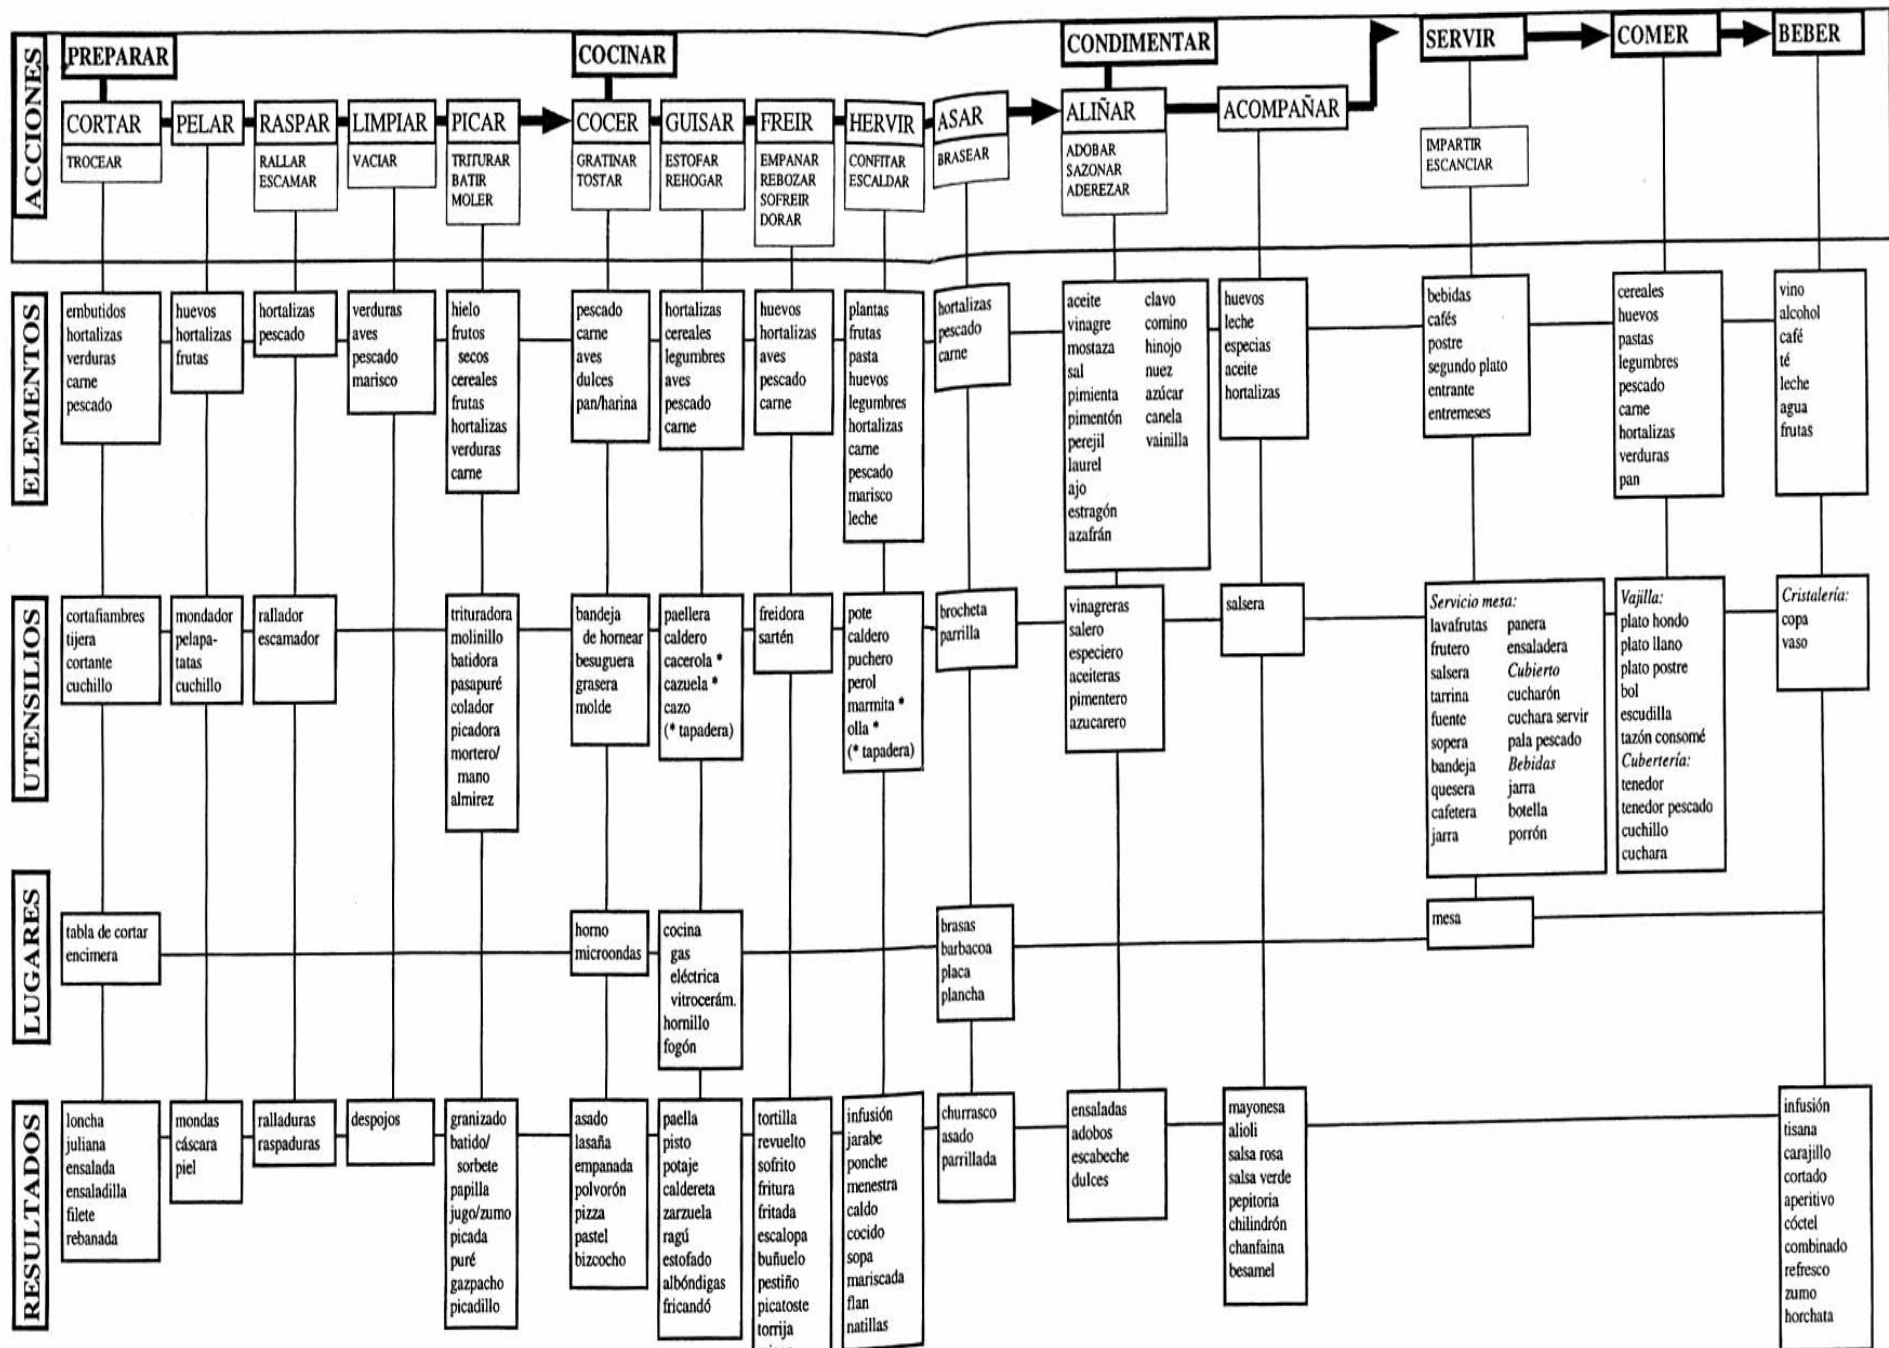 ACCIONES
PREPARAR
CORTAR
TROCEAR
PELAR
RASPAR
RALLAR
ESCAMAR
LIMPIAR
VACIAR
PICAR
TRITURAR
BATIR
MOLER
COCINAR
COCER
GRATINAR
TOSTAR
GUISAR
ESTOFAR
REHOGAR
FREIR
EMPANAR
REBOZAR
SOFREIR
DORAR
HERVIR
CONFITAR
ESCALDAR
ASAR
BRASEAR
CONDIMENTAR
ALIÑAR
ADOBAR
SAZONAR
ADEREZAR
ACOMPAÑAR
SERVIR
IMPARTIR
ESCANCIAR
COMER
BEBER
ELEMENTOS
embutidos
hortalizas
verduras
carne
pescado
huevos
hortalizas
frutas
hortalizas
pescado
verduras
aves
pescado
marisco
hielo
frutos
secos
cereales
frutas
hortalizas
verduras
carne
pescado
carne
aves
dulces
pan/harina
hortalizas
cereales
legumbres
aves
pescado
carne
huevos
hortalizas
aves
pescado
carne
plantas
frutas
pasta
huevos
legumbres
hortalizas
carne
pescado
marisco
leche
hortalizas
pescado
carne
aceite
vinagre
mostaza
sal
pimienta
pimentón
perejil
laurel
ajo
estragón
azafrán
clavo
comino
hinojo
nuez
azúcar
canela
vainilla
huevos
leche
especias
aceite
hortalizas
bebidas
cafés
postre
segundo plato
entrante
entremeses
cereales
huevos
pastas
legumbres
pescado
carne
hortalizas
verduras
pan
vino
alcohol
café
té
leche
agua
frutas
UTENSILIOS
cortafiambres
tijera
cortante
cuchillo
mondador
pelapa-
tatas
cuchillo
rallador
escamador
trituradora
molinillo
batidora
pasapuré
colador
picadora
mortero/
mano
almirez
bandeja
de hornear
besuguera
grasera
molde
paellera
caldero
cacerola *
cazuela *
cazo
(* tapadera)
freidora
sartén
pote
caldero
puchero
perol
marmita *
olla *
(* tapadera)
brocheta
parrilla
vinagreras
salero
especiero
aceiteras
pimentero
azucarero
salsera
Servicio mesa:
lavafrutas
frutero
salsera
tarrina
fuente
sopera
bandeja
quesera
cafetera
jarra
panera
ensaladera
Cubierto
cucharón
cuchara servir
pala pescado
Bebidas
jarra
botella
porrón
Vajilla:
plato hondo
plato llano
plato postre
bol
escudilla
tazón consomé
Cubertería:
tenedor
tenedor pescado
cuchillo
cuchara
Cristalería:
copa
vaso
LUGARES
tabla de cortar
encimera
horno
microondas
cocina
gas
eléctrica
vitrocerám.
hornillo
fogón
brasas
barbacoa
placa
plancha
mesa
RESULTADOS
loncha
juliana
ensalada
ensaladilla
filete
rebanada
mondas
cáscara
piel
ralladuras
raspaduras
despojos
granizado
batido/
sorbete
papilla
jugo/zumo
picada
puré
gazpacho
picadillo
asado
lasaña
empanada
polvorón
pizza
pastel
bizcocho
paella
pisto
potaje
caldereta
zarzuela
ragú
estofado
albóndigas
fricandó
tortilla
revuelto
sofrito
fritura
fritada
escalopa
buñuelo
pestiño
picatoste
torrija
infusión
jarabe
ponche
menestra
caldo
cocido
sopa
mariscada
flan
natillas
churrasco
asado
parrillada
ensaladas
adobos
escabeche
dulces
mayonesa
alioli
salsa rosa
salsa verde
pepitoria
chilindrón
chanfaina
besamel
infusión
tisana
carajillo
cortado
aperitivo
cóctel
combinado
refresco
zumo
horchata